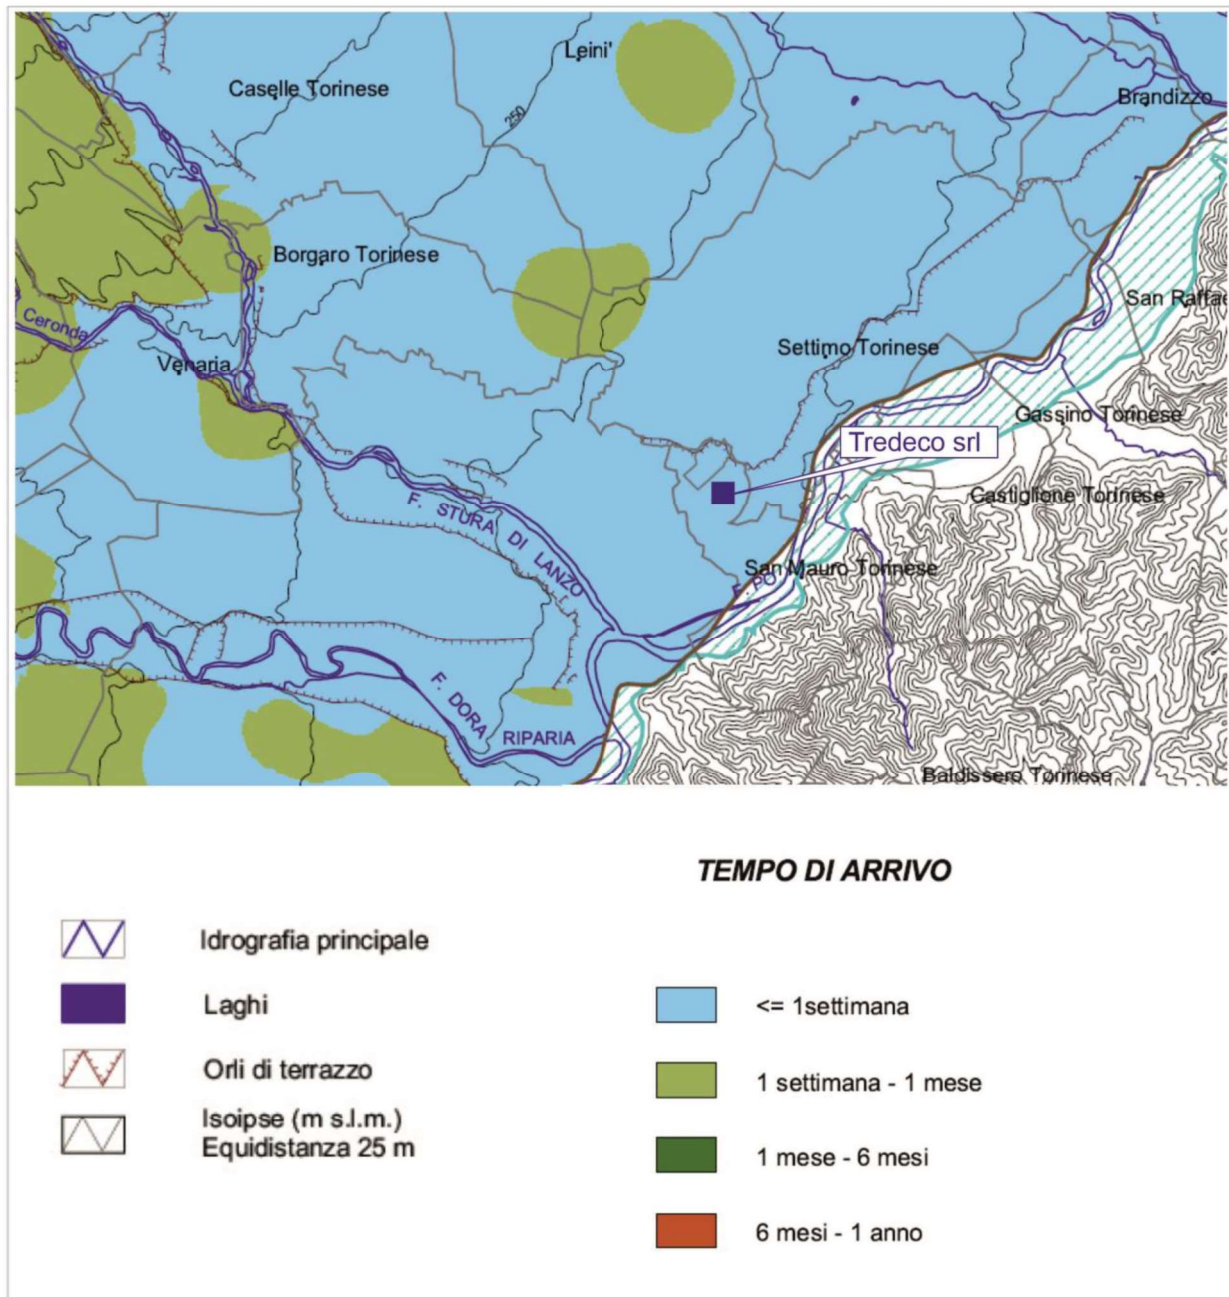 Leini'
Caselle Torinese
Brandizzo
250
Borgaro Torinese
San Raffae
Ceronda
Venaria
Settimo Torinese
Gassino Torinese
Tredeco srl
Castiglione Torinese
F. STURA DI LANZO
San Mauro Torinese
F. PO
F. DORA RIPARIA
Baldissero Torinese
TEMPO DI ARRIVO
Idrografia principale
Laghi
Orli di terrazzo
Isoipse (m s.l.m.)
Equidistanza 25 m
<= 1settimana
1 settimana - 1 mese
1 mese - 6 mesi
6 mesi - 1 anno